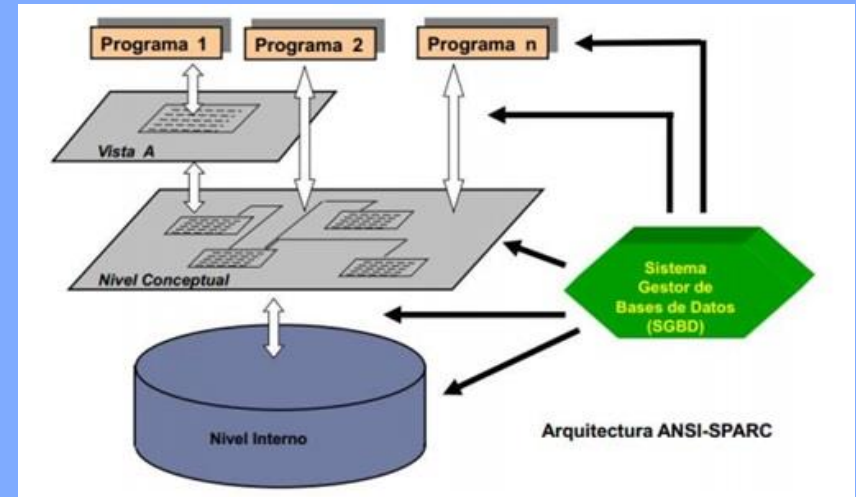 Programa 1
Programa 2
Programa n
Vista A
Nivel Conceptual
Sistema
Gestor de
Bases de Datos
(SGBD)
Nivel Interno
Arquitectura ANSI-SPARC